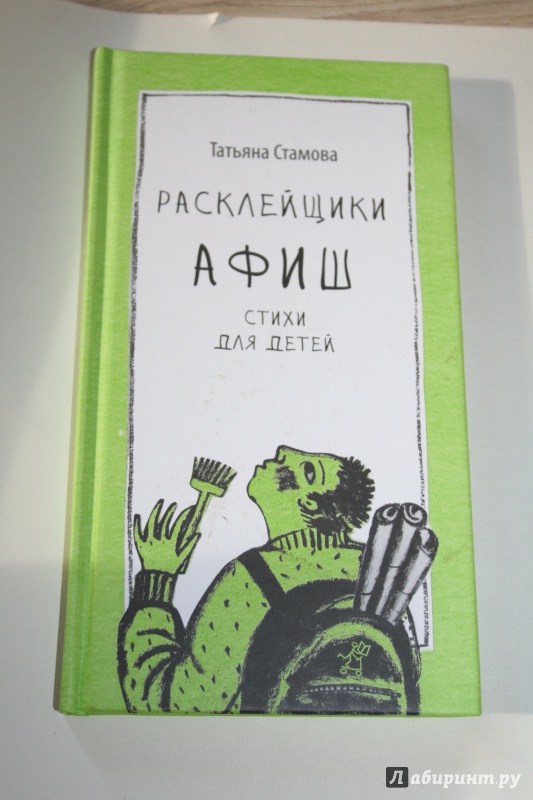 Татьяна Стамова
РАСКЛЕЙЩИКИ
АФИШ
СТИХИ
ДЛЯ ДЕТЕЙ
Лабиринт.ру